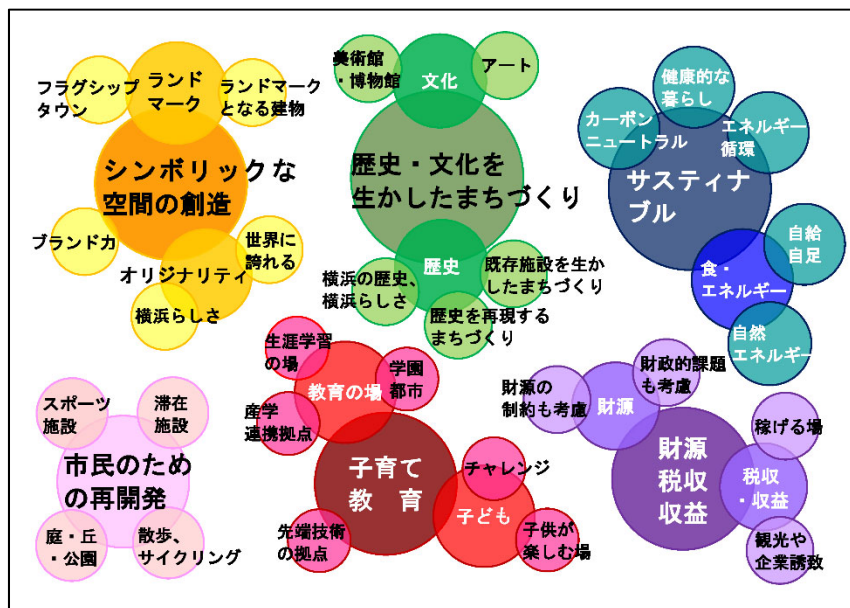 フラグシップ
タウン
ランド
マーク
ランドマーク
となる建物
シンボリックな
空間の創造
ブランド力
オリジナリティ
世界に
誇れる
横浜らしさ
美術館
・博物館
文化
アート
歴史・文化を
生かしたまちづくり
歴史
横浜の歴史、
横浜らしさ
既存施設を生か
したまちづくり
歴史を再現する
まちづくり
健康的な
暮らし
カーボン
ニュートラル
エネルギー
循環
サスティナ
ブル
自給
自足
食・
エネルギー
自然
エネルギー
スポーツ
施設
滞在
施設
市民のため
の再開発
庭・丘
・公園
散歩、
サイクリング
生涯学習
の場
教育の場
学園
都市
産学
連携拠点
子育て
教　育
チャレンジ
子ども
先端技術
の拠点
子供が
楽しむ場
財源の
制約も考慮
財源
財政的課題
も考慮
財源
税収
収益
稼げる場
税収
・収益
観光や
企業誘致